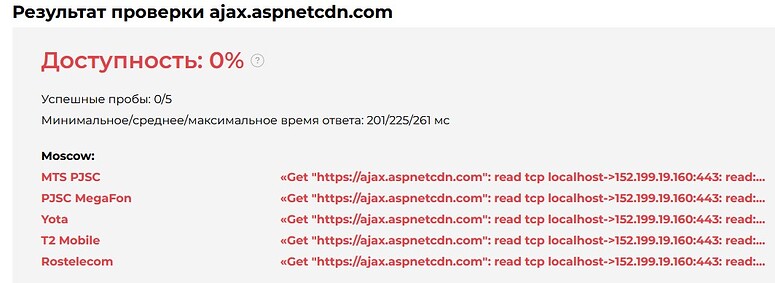 Результат проверки ajax.aspnetcdn.com
Доступность: 0% ?
Успешные пробы: 0/5
Минимальное/среднее/максимальное время ответа: 201/225/261 мс
Moscow:
MTS PJSC «Get "https://ajax.aspnetcdn.com": read tcp localhost->152.199.19.160:443: read:...
PJSC MegaFon «Get "https://ajax.aspnetcdn.com": read tcp localhost->152.199.19.160:443: read:...
Yota «Get "https://ajax.aspnetcdn.com": read tcp localhost->152.199.19.160:443: read:...
T2 Mobile «Get "https://ajax.aspnetcdn.com": read tcp localhost->152.199.19.160:443: read:...
Rostelecom «Get "https://ajax.aspnetcdn.com": read tcp localhost->152.199.19.160:443: read:...